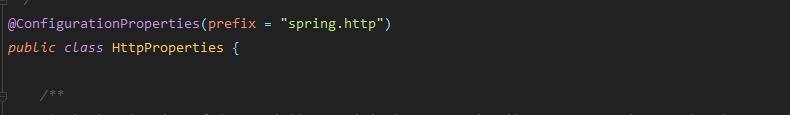 @ConfigurationProperties(prefix = "spring.http")
public class HttpProperties {
/**